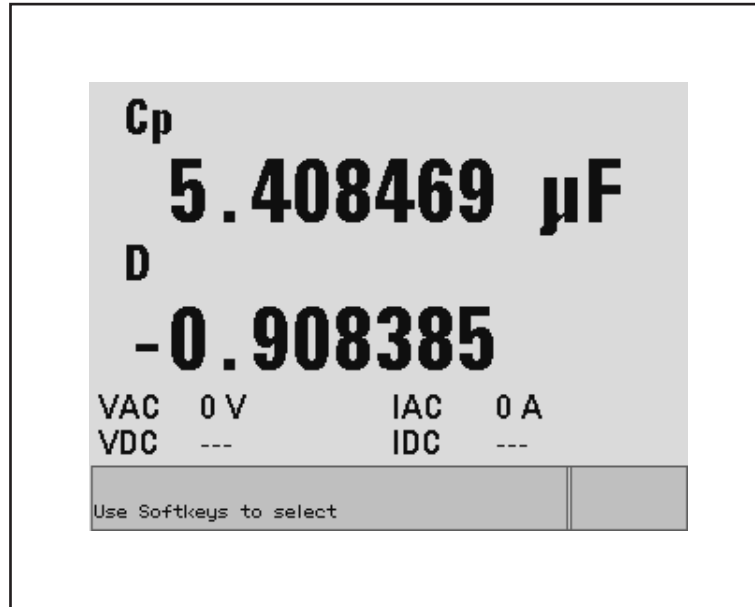 Cp
5.408469 µF
D
-0.908385
VAC 0 V IAC 0 A
VDC --- IDC ---
Use Softkeys to select